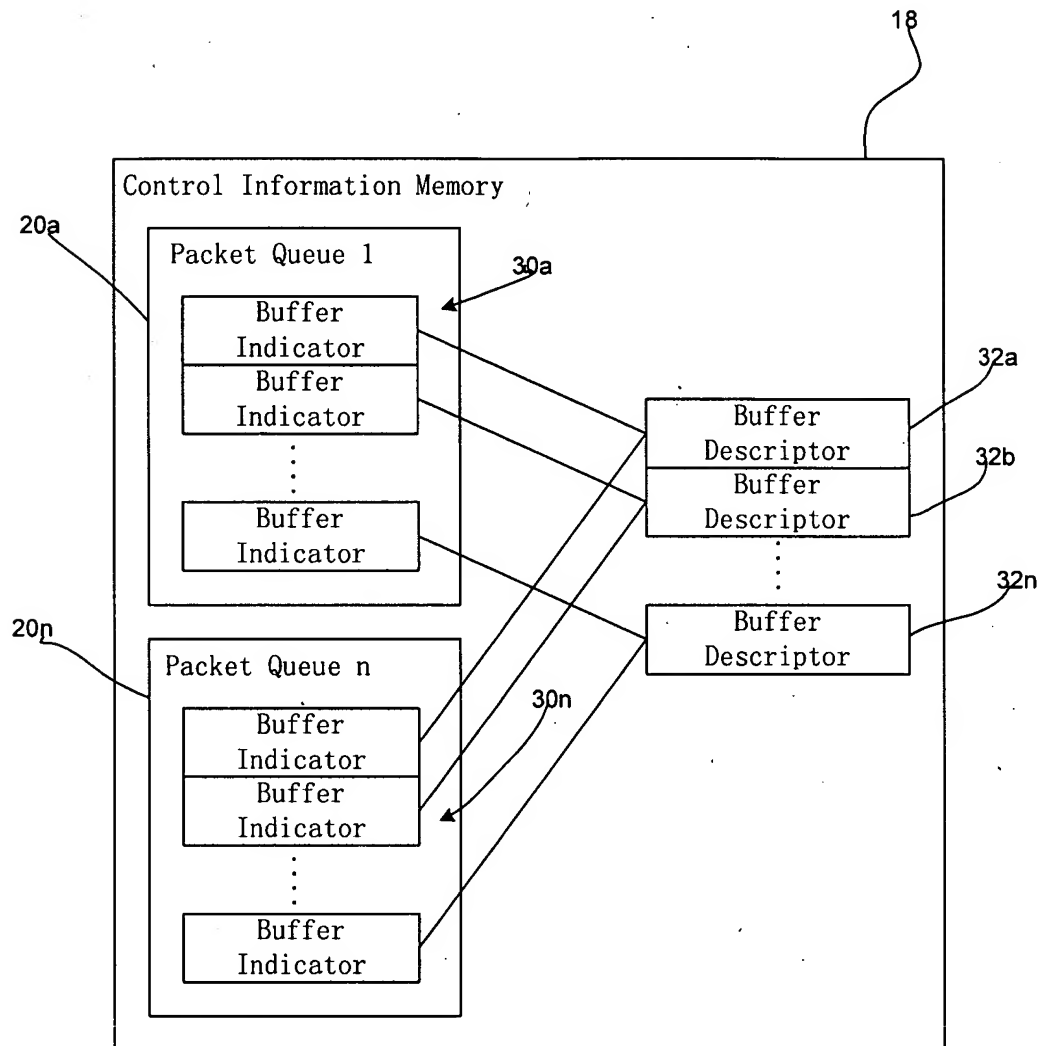 18
Control Information Memory
20a
Packet Queue 1
30a
Buffer
Indicator
Buffer
Indicator
Buffer
Indicator
32a
Buffer
Descriptor
32b
Buffer
Descriptor
32n
Buffer
Descriptor
20n
Packet Queue n
30n
Buffer
Indicator
Buffer
Indicator
Buffer
Indicator